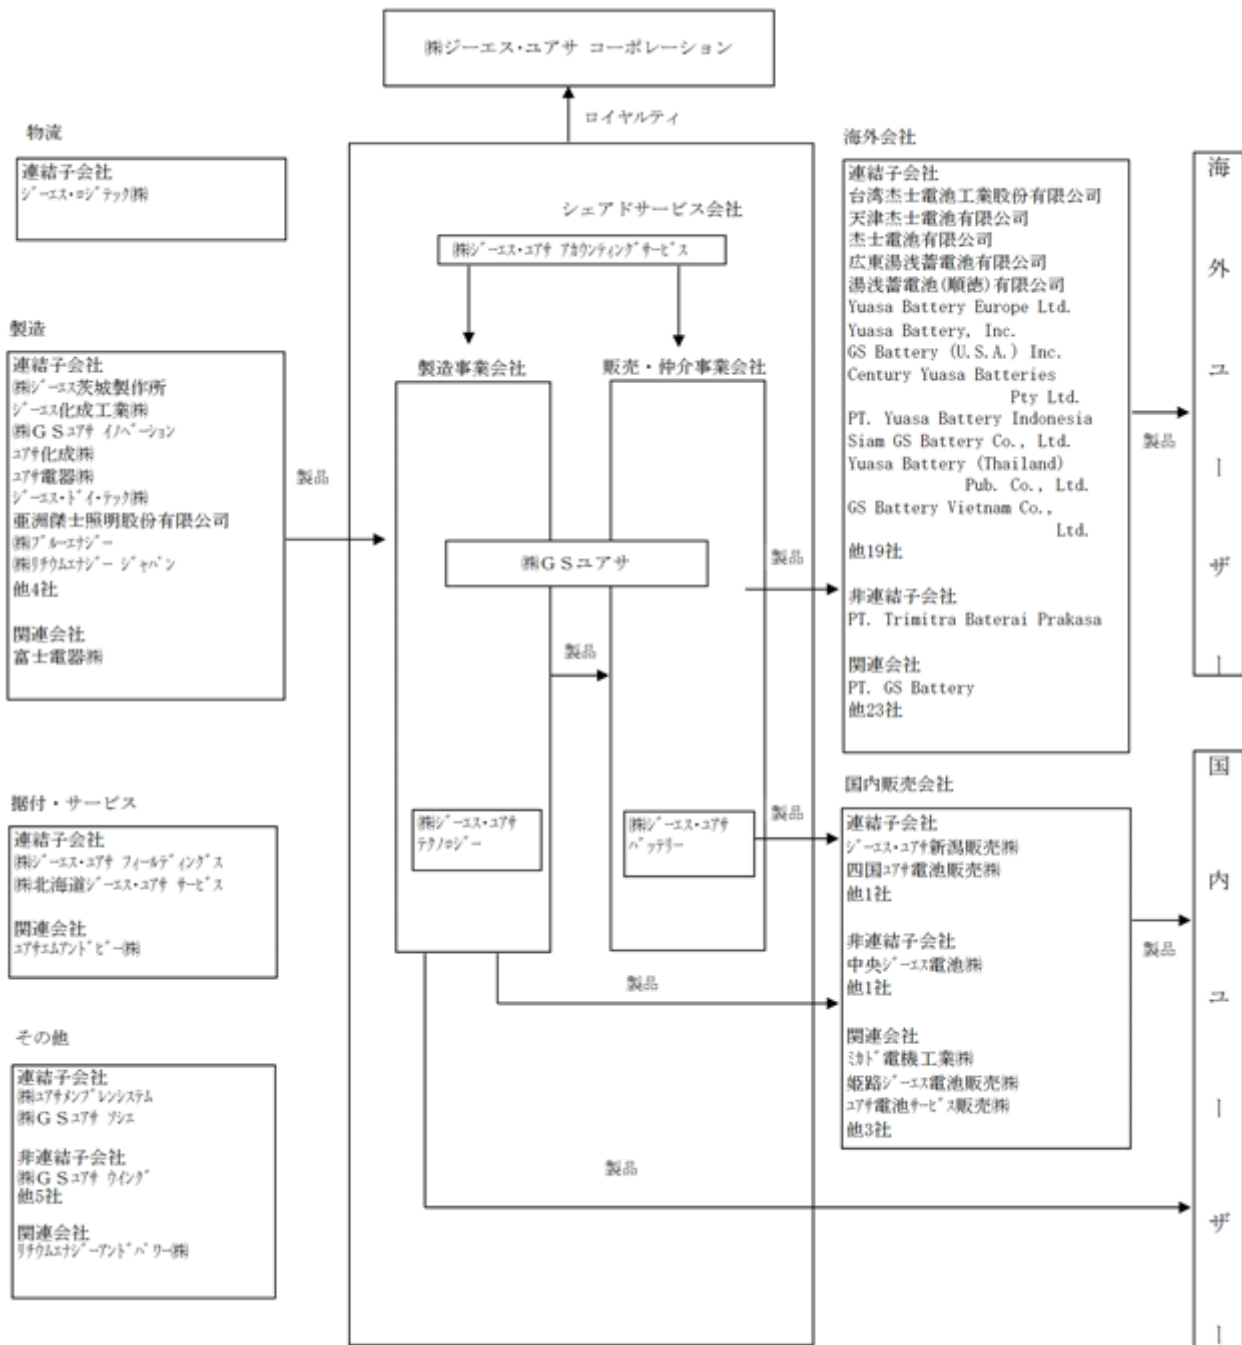 ㈱ジーエス・ユアサ コーポレーション
ロイヤルティ
物流
連結子会社
ジーエス・ロジテック㈱
製造
連結子会社
㈱ジーエス茨城製作所
ジーエス化成工業㈱
㈱GSユアサ イノベーション
ユアサ化成㈱
ユアサ電器㈱
ジーエス・ドイ・テック㈱
亜洲傑士照明股份有限公司
㈱ブルーエナジー
㈱リチウムエナジー ジャパン
他4社
関連会社
富士電器㈱
製品
据付・サービス
連結子会社
㈱ジーエス・ユアサ フィールディングス
㈱北海道ジーエス・ユアサ サービス
関連会社
ユアサエムアンドビー㈱
その他
連結子会社
㈱ユアサメンブレンシステム
㈱GSユアサ ソシエ
非連結子会社
㈱GSユアサ ウイング
他5社
関連会社
リチウムエナジーアンドパワー㈱
シェアドサービス会社
㈱ジーエス・ユアサ アカウンティングサービス
製造事業会社
販売・仲介事業会社
㈱GSユアサ
製品
製品
㈱ジーエス・ユアサ
テクノロジー
㈱ジーエス・ユアサ
バッテリー
製品
製品
製品
海外会社
連結子会社
台湾杰士電池工業股份有限公司
天津杰士電池有限公司
杰士電池有限公司
広東湯浅蓄電池有限公司
湯浅蓄電池(順徳)有限公司
Yuasa Battery Europe Ltd.
Yuasa Battery, Inc.
GS Battery (U.S.A.) Inc.
Century Yuasa Batteries
Pty Ltd.
PT. Yuasa Battery Indonesia
Siam GS Battery Co., Ltd.
Yuasa Battery (Thailand)
Pub. Co., Ltd.
GS Battery Vietnam Co.,
Ltd.
他19社
非連結子会社
PT. Trimitra Baterai Prakasa
関連会社
PT. GS Battery
他23社
製品
海外ユーザー
国内販売会社
連結子会社
ジーエス・ユアサ新潟販売㈱
四国ユアサ電池販売㈱
他1社
非連結子会社
中央ジーエス電池㈱
他1社
関連会社
ミカド電機工業㈱
姫路ジーエス電池販売㈱
ユアサ電池サービス販売㈱
他3社
製品
国内ユーザー